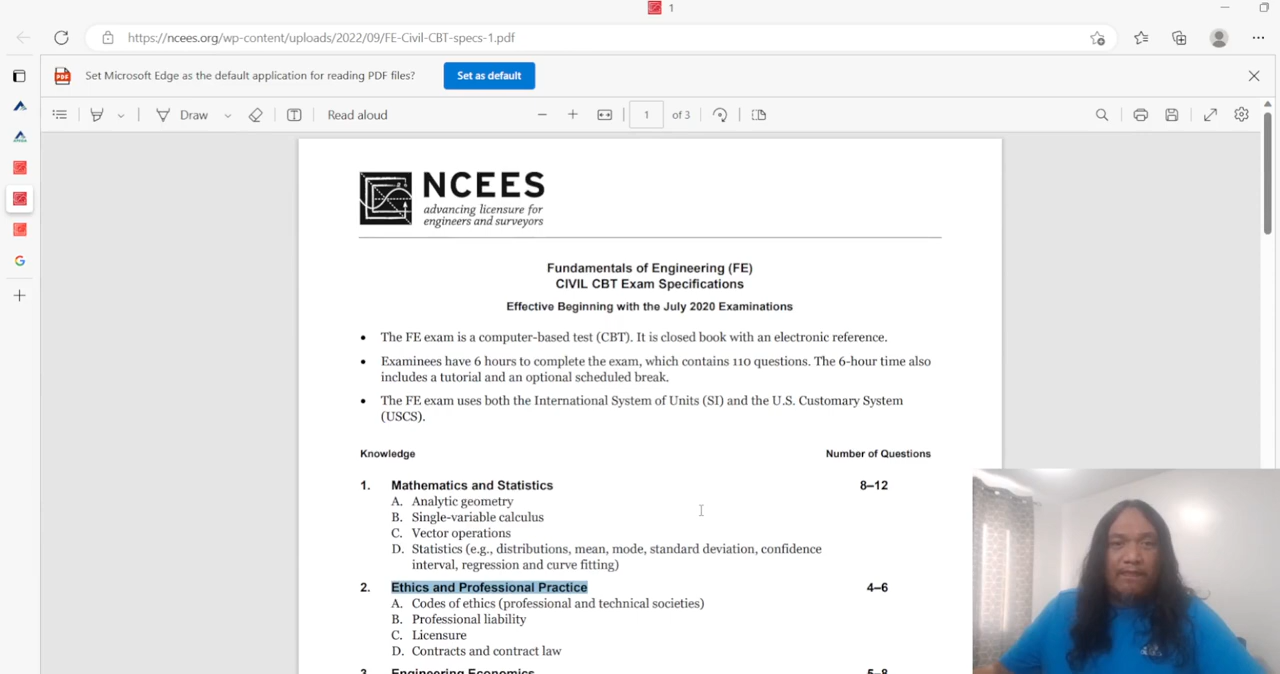 1
https://ncees.org/wp-content/uploads/2022/09/FE-Civil-CBT-specs-1.pdf
Set Microsoft Edge as the default application for reading PDF files?
Set as default
Draw
Read aloud
1 of 3
NCEES
advancing licensure for
engineers and surveyors
Fundamentals of Engineering (FE)
CIVIL CBT Exam Specifications
Effective Beginning with the July 2020 Examinations
• The FE exam is a computer-based test (CBT). It is closed book with an electronic reference.
• Examinees have 6 hours to complete the exam, which contains 110 questions. The 6-hour time also
includes a tutorial and an optional scheduled break.
• The FE exam uses both the International System of Units (SI) and the U.S. Customary System
(USCS).
Knowledge Number of Questions
1. Mathematics and Statistics 8–12
A. Analytic geometry
B. Single-variable calculus
C. Vector operations
D. Statistics (e.g., distributions, mean, mode, standard deviation, confidence
interval, regression and curve fitting)
2. Ethics and Professional Practice 4–6
A. Codes of ethics (professional and technical societies)
B. Professional liability
C. Licensure
D. Contracts and contract law
3. Engineering Economics 5–8